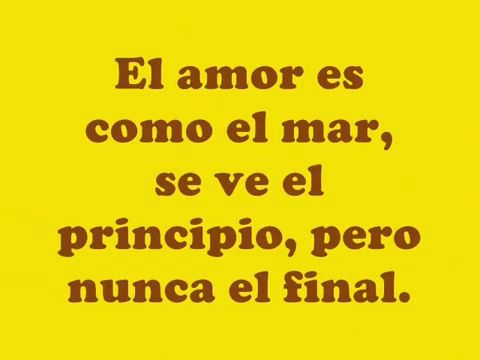 El amor es
como el mar,
se ve el
principio, pero
nunca el final.